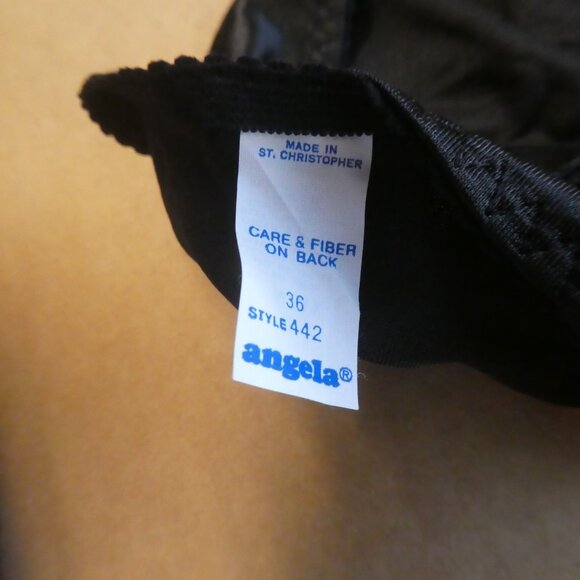 MADE IN
ST. CHRISTOPHER
CARE & FIBER
ON BACK
36
STYLE 442
angela®